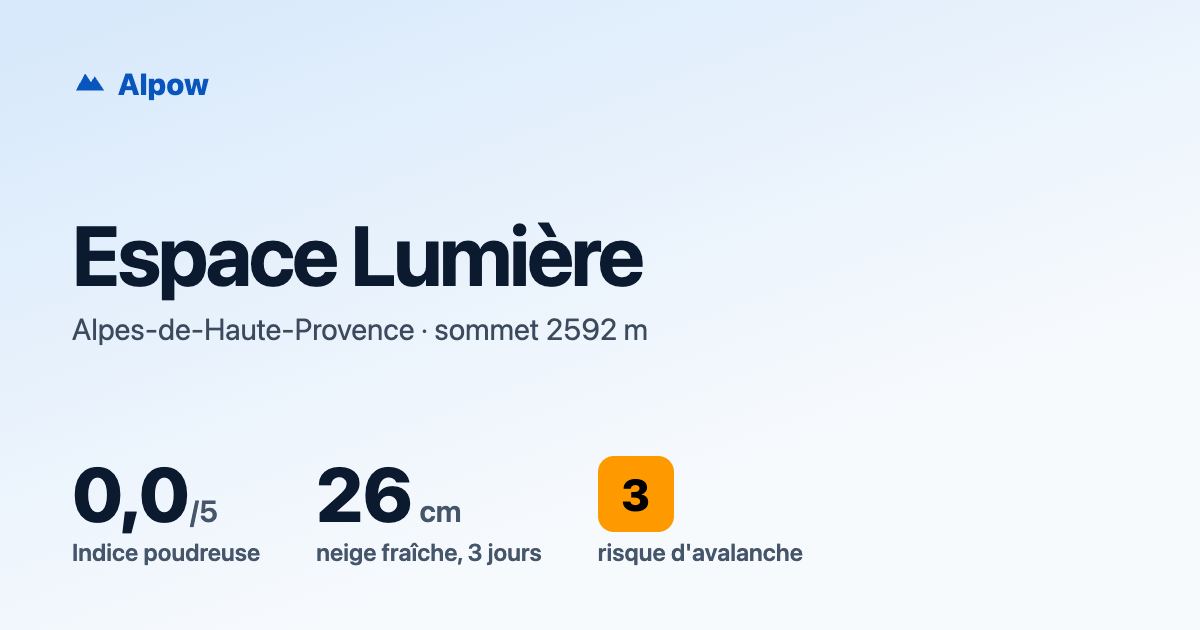 Alpow
Espace Lumière
Alpes-de-Haute-Provence · sommet 2592 m
0,0/5 26 cm 3
Indice poudreuse neige fraîche, 3 jours risque d'avalanche